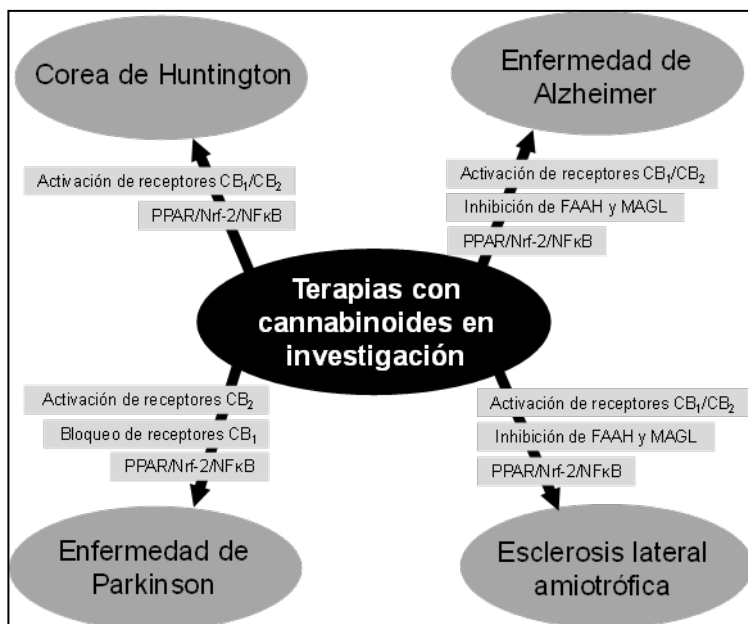 Corea de Huntington
Enfermedad de
Alzheimer
Activación de receptores CB₁/CB₂
PPAR/Nrf-2/NFκB
Activación de receptores CB₁/CB₂
Inhibición de FAAH y MAGL
PPAR/Nrf-2/NFκB
Terapias con
cannabinoides en
investigación
Activación de receptores CB₂
Bloqueo de receptores CB₁
PPAR/Nrf-2/NFκB
Activación de receptores CB₁/CB₂
Inhibición de FAAH y MAGL
PPAR/Nrf-2/NFκB
Enfermedad de
Parkinson
Esclerosis lateral
amiotrófica